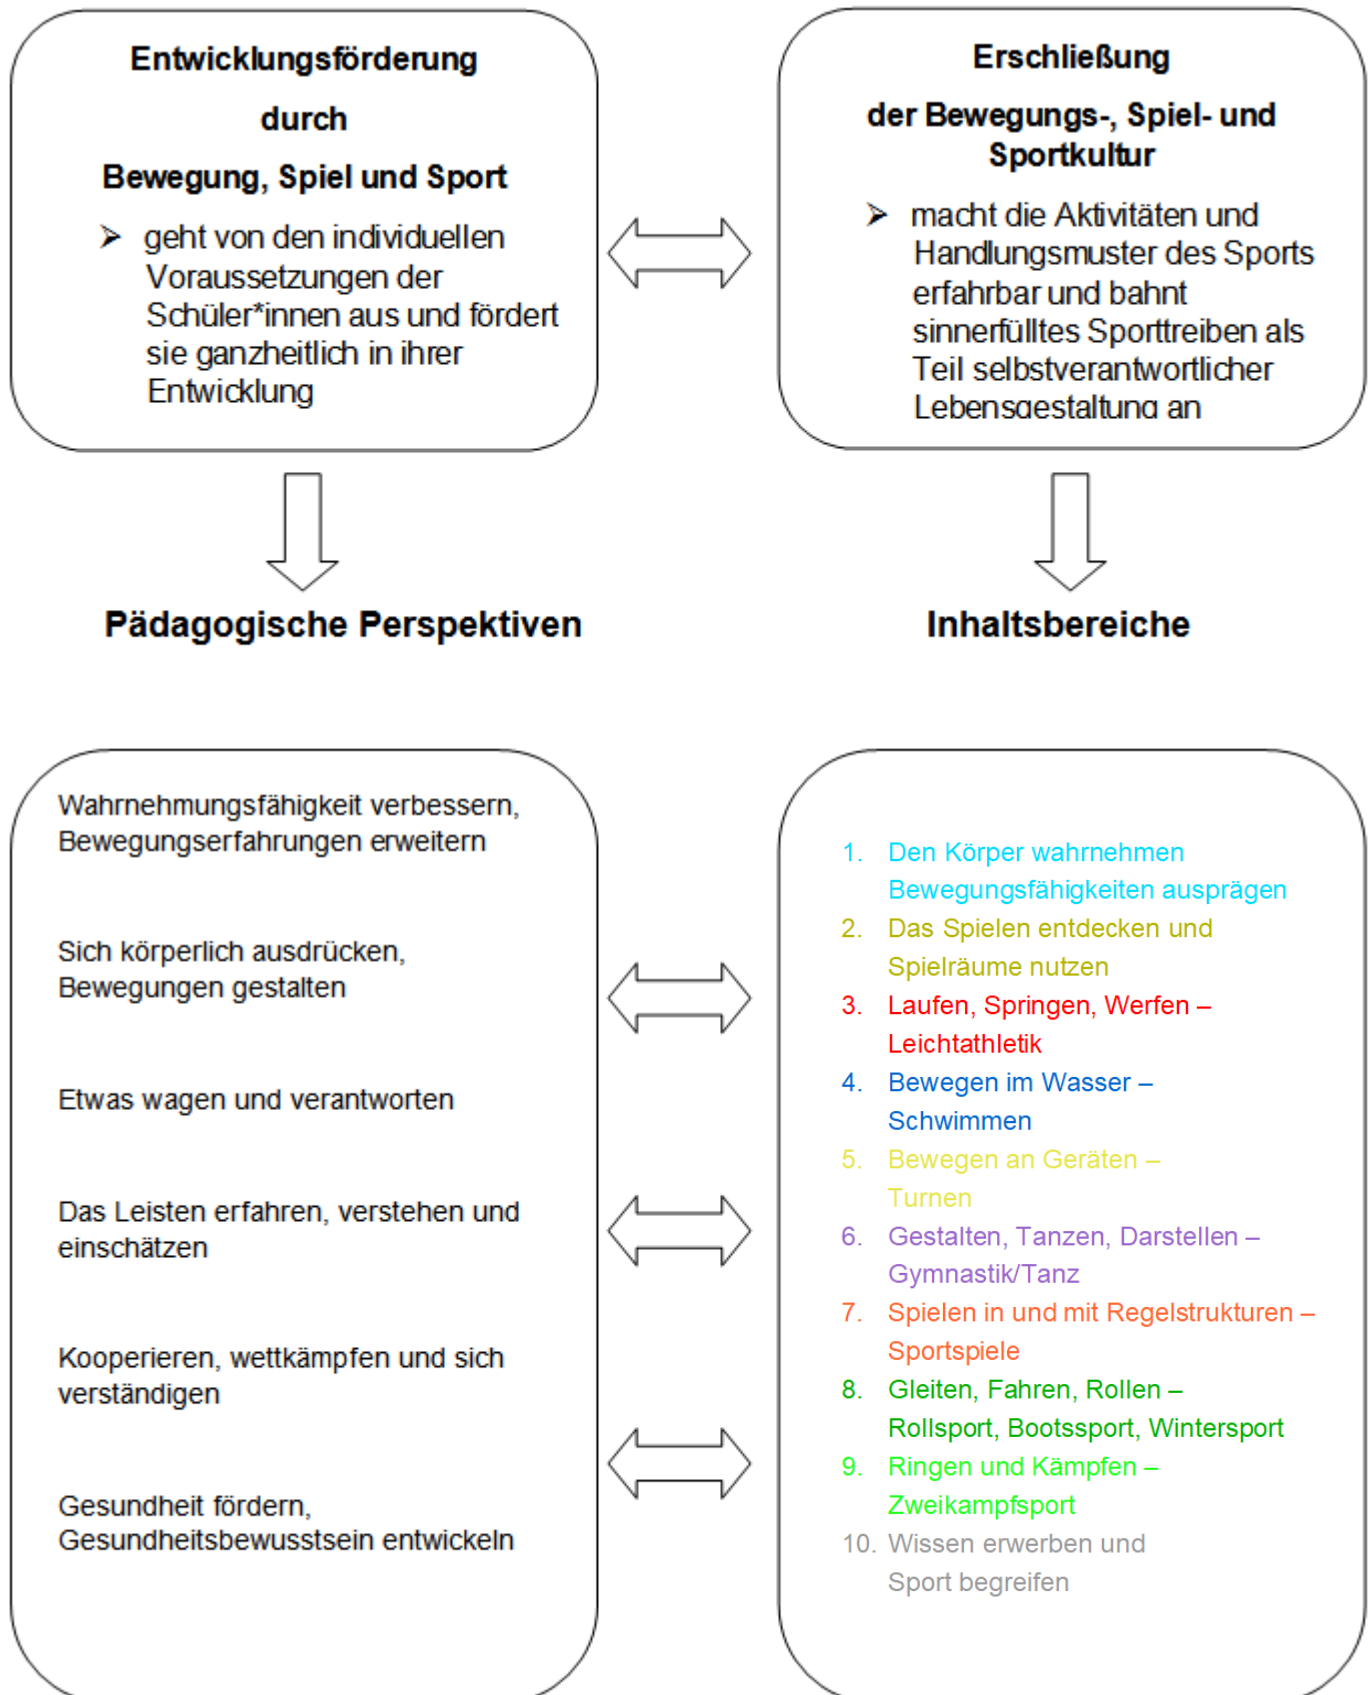 Entwicklungsförderung
durch
Bewegung, Spiel und Sport
➢ geht von den individuellen
Voraussetzungen der
Schüler*innen aus und fördert
sie ganzheitlich in ihrer
Entwicklung
Erschließung
der Bewegungs-, Spiel- und
Sportkultur
➢ macht die Aktivitäten und
Handlungsmuster des Sports
erfahrbar und bahnt
sinnerfülltes Sporttreiben als
Teil selbstverantwortlicher
Lebensgestaltung an
Pädagogische Perspektiven
Inhaltsbereiche
Wahrnehmungsfähigkeit verbessern,
Bewegungserfahrungen erweitern
Sich körperlich ausdrücken,
Bewegungen gestalten
Etwas wagen und verantworten
Das Leisten erfahren, verstehen und
einschätzen
Kooperieren, wettkämpfen und sich
verständigen
Gesundheit fördern,
Gesundheitsbewusstsein entwickeln
1. Den Körper wahrnehmen
Bewegungsfähigkeiten ausprägen
2. Das Spielen entdecken und
Spielräume nutzen
3. Laufen, Springen, Werfen –
Leichtathletik
4. Bewegen im Wasser –
Schwimmen
5. Bewegen an Geräten –
Turnen
6. Gestalten, Tanzen, Darstellen –
Gymnastik/Tanz
7. Spielen in und mit Regelstrukturen –
Sportspiele
8. Gleiten, Fahren, Rollen –
Rollsport, Bootssport, Wintersport
9. Ringen und Kämpfen –
Zweikampfsport
10. Wissen erwerben und
Sport begreifen